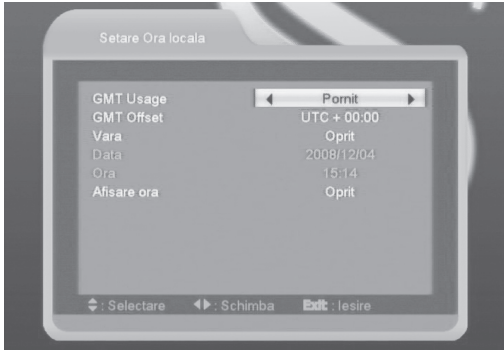 Setare Ora locala
GMT Usage Pornit
GMT Offset UTC + 00:00
Vara Oprit
Data 2008/12/04
Ora 15:14
Afisare ora Oprit
: Selectare : Schimba Exit : Iesire